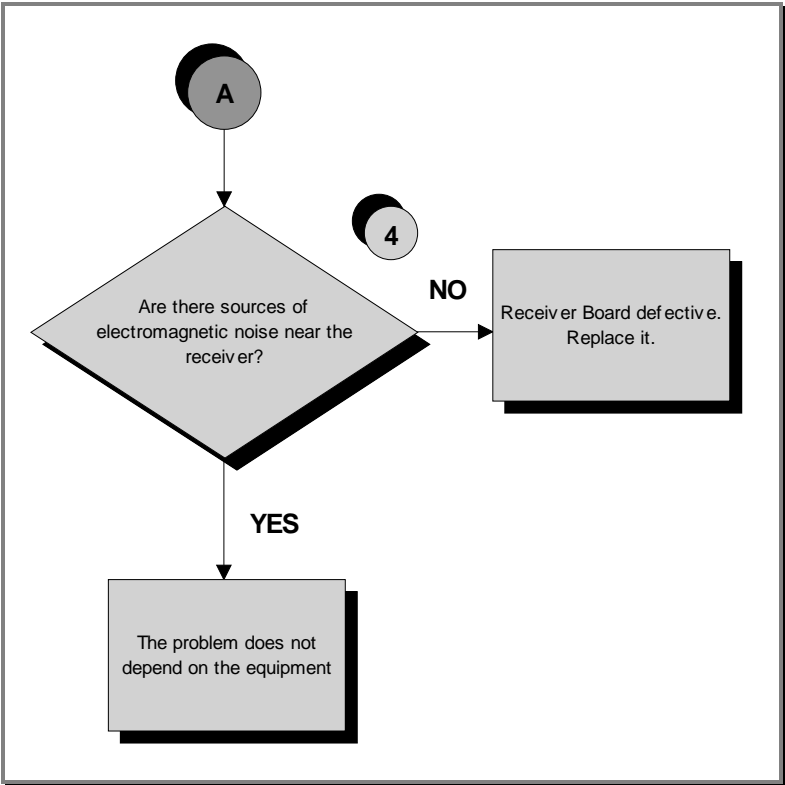 A
4
Are there sources of
electromagnetic noise near the
receiver?
NO
Receiver Board defective.
Replace it.
YES
The problem does not
depend on the equipment